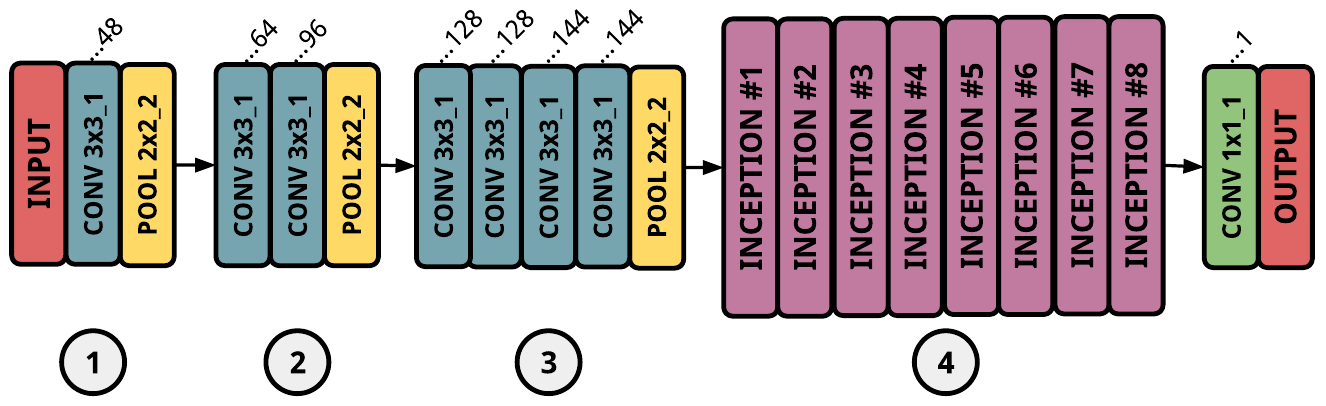 ...48
...64
...96
...128
...128
...144
...144
...1
INPUT
CONV 3x3_1
POOL 2x2_2
CONV 3x3_1
CONV 3x3_1
POOL 2x2_2
CONV 3x3_1
CONV 3x3_1
CONV 3x3_1
CONV 3x3_1
POOL 2x2_2
INCEPTION #1
INCEPTION #2
INCEPTION #3
INCEPTION #4
INCEPTION #5
INCEPTION #6
INCEPTION #7
INCEPTION #8
CONV 1x1_1
OUTPUT
1
2
3
4